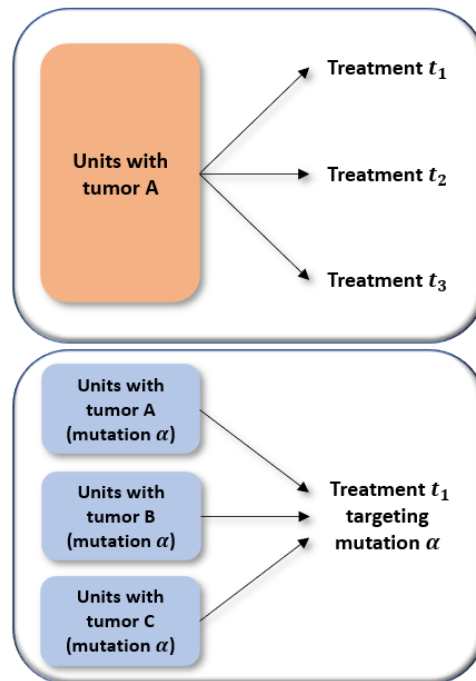 Treatment t₁
Units with
tumor A
Treatment t₂
Treatment t₃
Units with
tumor A
(mutation α)
Units with
tumor B
(mutation α)
Treatment t₁
targeting
mutation α
Units with
tumor C
(mutation α)